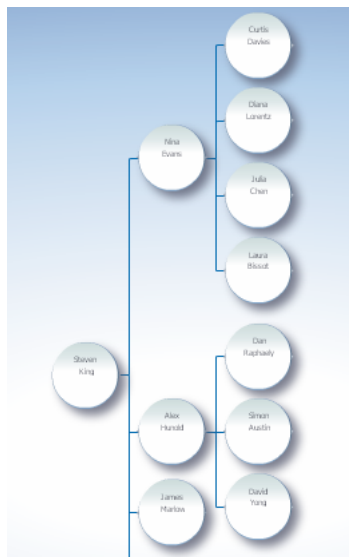 Curtis
Davies
Diana
Lorentz
Nina
Evans
Julia
Chen
Laura
Bissot
Steven
King
Dan
Raphaely
Alex
Hunold
Simon
Austin
James
Marlow
David
Yong